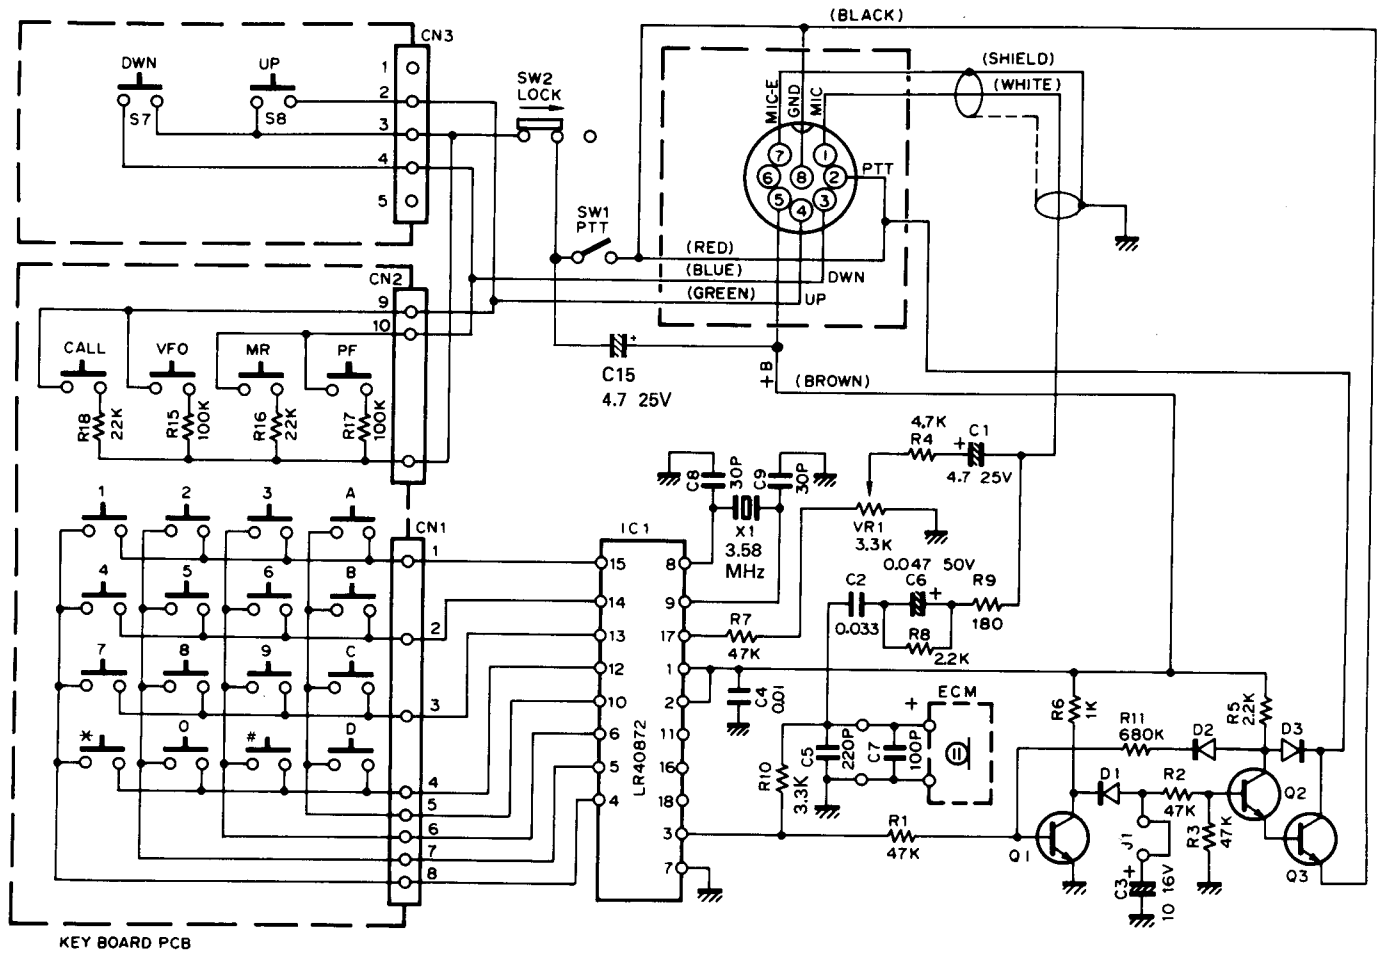 (BLACK)
CN3
DWN
UP
S7
S8
1
2
3
4
5
SW2
LOCK
SW1
PTT
(SHIELD)
(WHITE)
MIC-E
GND
MIC
7
1
6
8
2
5
4
3
PTT
(RED)
(BLUE)
DWN
(GREEN)
UP
CN2
9
10
CALL
VFO
MR
PF
R18
22K
R15
100K
R16
22K
R17
100K
+
C15
4.7 25V
+B
(BROWN)
1
2
3
A
4
5
6
B
7
8
9
C
*
0
#
D
CN1
1
2
3
4
5
6
7
8
KEY BOARD PCB
IC1
LR40872
15
14
13
12
10
6
5
4
8
9
17
1
2
11
16
18
3
7
C8
30P
C9
30P
X1
3.58
MHz
4.7K
R4
+
C1
4.7 25V
VR1
3.3K
0.047 50V
C2
C6
+
R9
0.033
180
R8
2.2K
R7
47K
C4
0.01
ECM
+
R10
3.3K
C5
220P
C7
100P
R1
47K
R6
1K
R11
680K
D2
R5
2.2K
D3
D1
R2
47K
Q2
Q1
J1
R3
47K
Q3
C3
+
10 16V